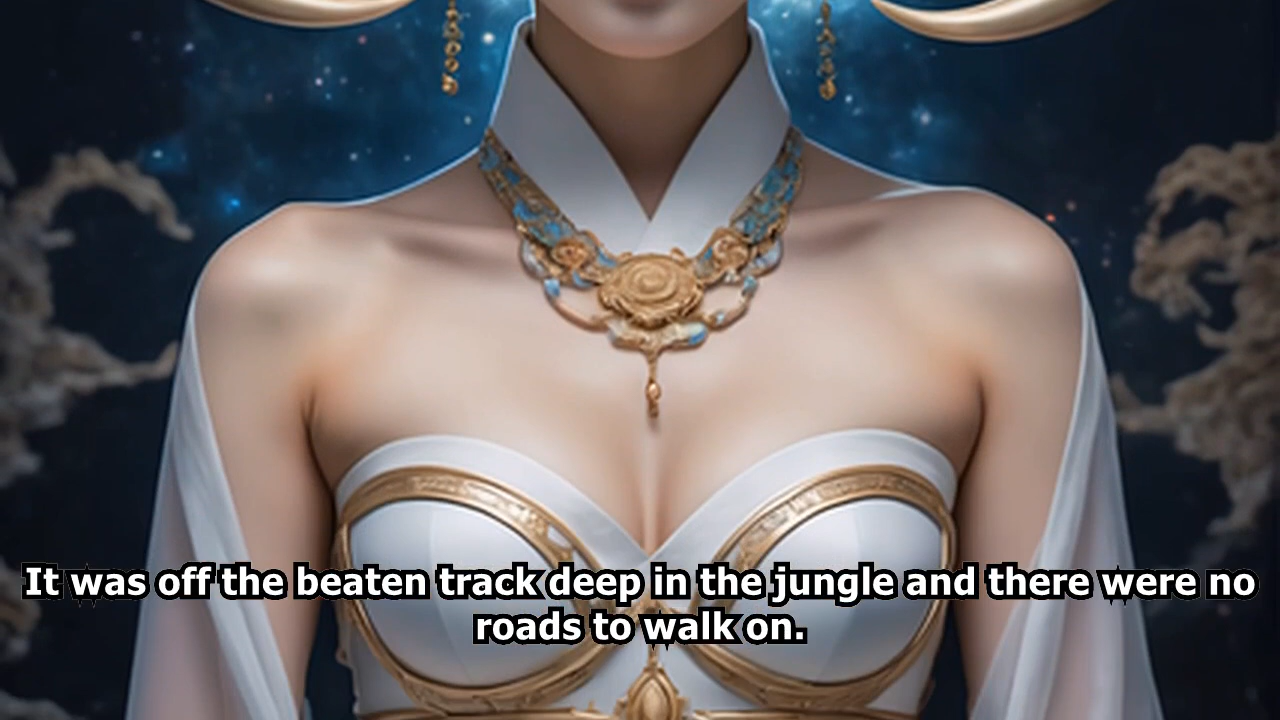 It was off the beaten track deep in the jungle and there were no
roads to walk on.